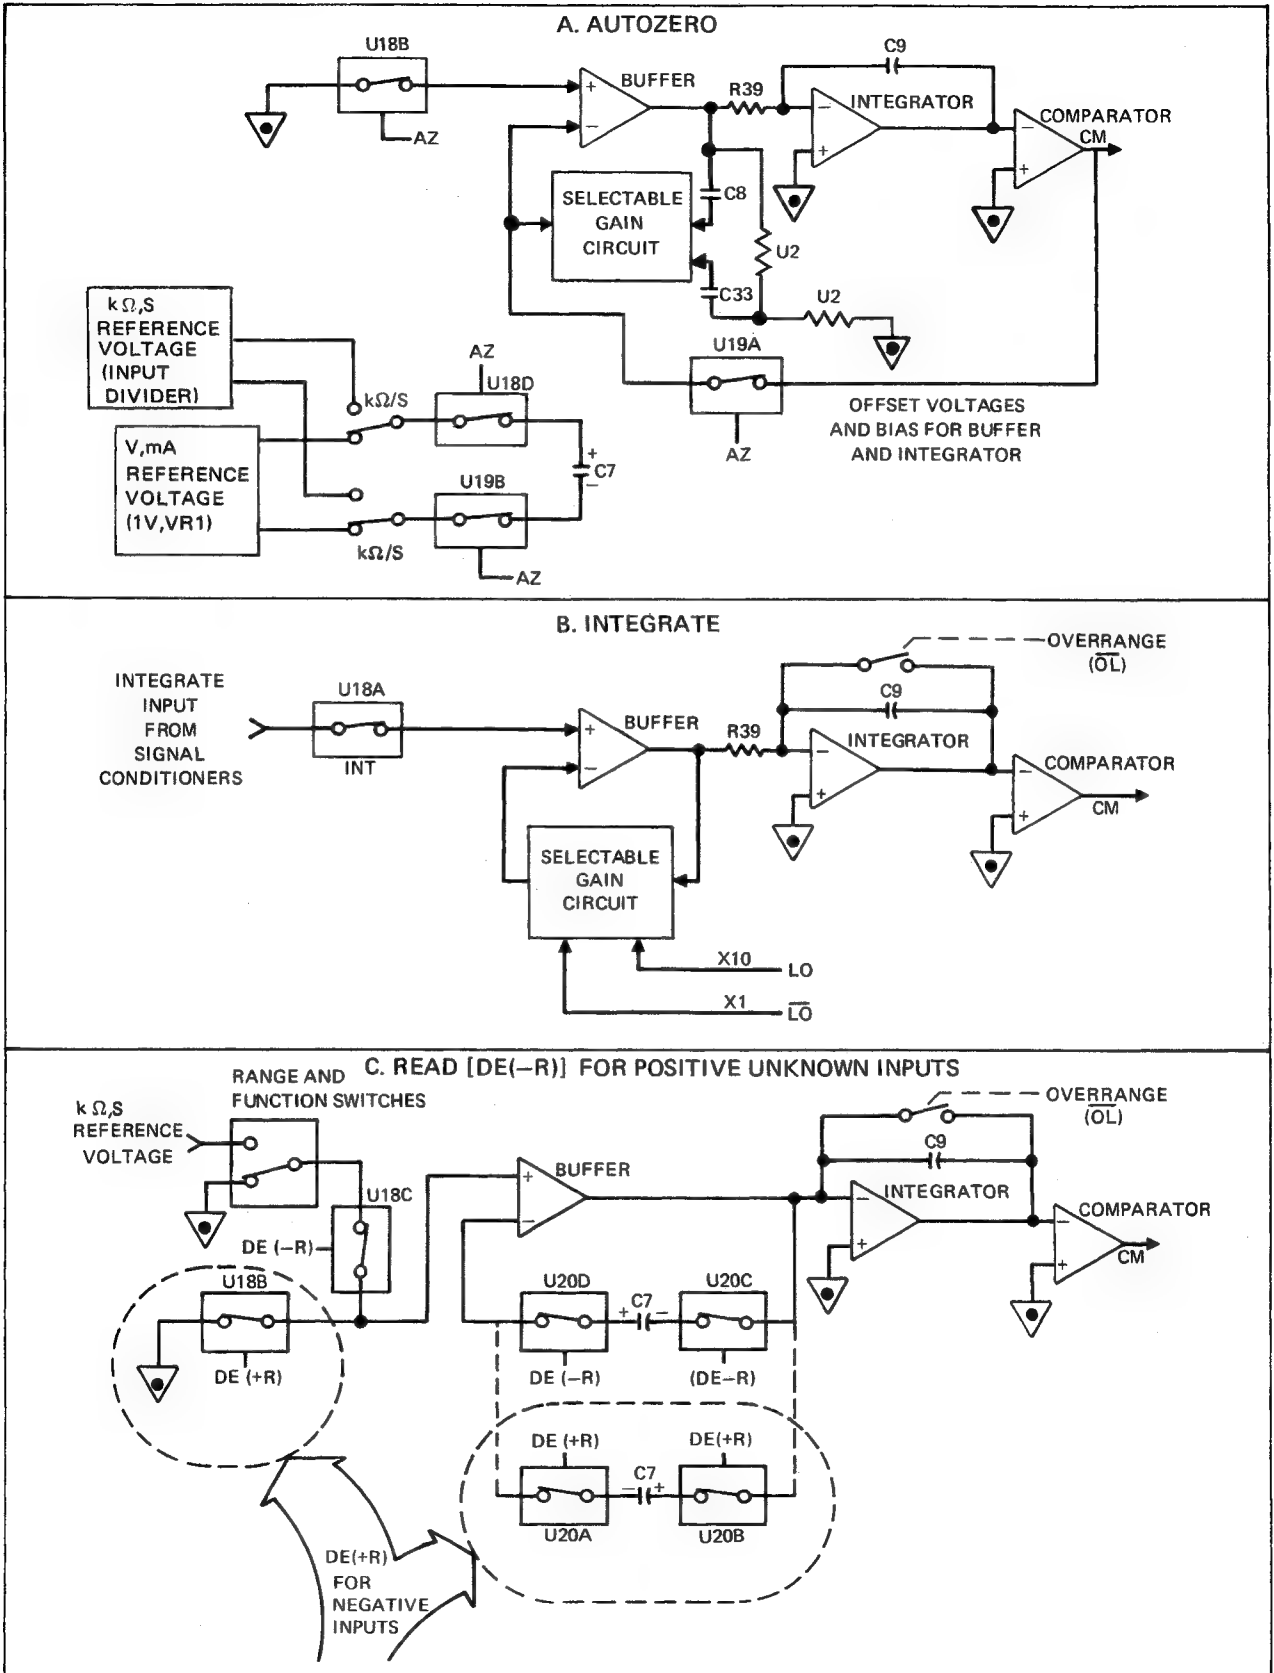 A. AUTOZERO
U18B
AZ
+
−
BUFFER
R39
C9
−
INTEGRATOR
+
−
COMPARATOR
CM
+
SELECTABLE
GAIN
CIRCUIT
C8
U2
C33
U2
kΩ,S
REFERENCE
VOLTAGE
(INPUT
DIVIDER)
V,mA
REFERENCE
VOLTAGE
(1V,VR1)
kΩ/S
kΩ/S
AZ
U18D
U19B
AZ
+
C7
−
U19A
AZ
OFFSET VOLTAGES
AND BIAS FOR BUFFER
AND INTEGRATOR
B. INTEGRATE
INTEGRATE
INPUT
FROM
SIGNAL
CONDITIONERS
U18A
INT
+
−
BUFFER
R39
OVERRANGE
(O̅L̅)
C9
−
INTEGRATOR
+
−
COMPARATOR
CM
+
SELECTABLE
GAIN
CIRCUIT
X10 LO
X1 L̅O̅
C. READ [DE(−R)] FOR POSITIVE UNKNOWN INPUTS
RANGE AND
FUNCTION SWITCHES
kΩ,S
REFERENCE
VOLTAGE
U18C
DE (−R)
U18B
DE (+R)
+
−
BUFFER
OVERRANGE
(O̅L̅)
C9
−
INTEGRATOR
+
−
COMPARATOR
CM
+
U20D
+ C7 −
U20C
DE (−R)
(DE−R)
DE (+R)
DE(+R)
− C7 +
U20A
U20B
DE(+R)
FOR
NEGATIVE
INPUTS